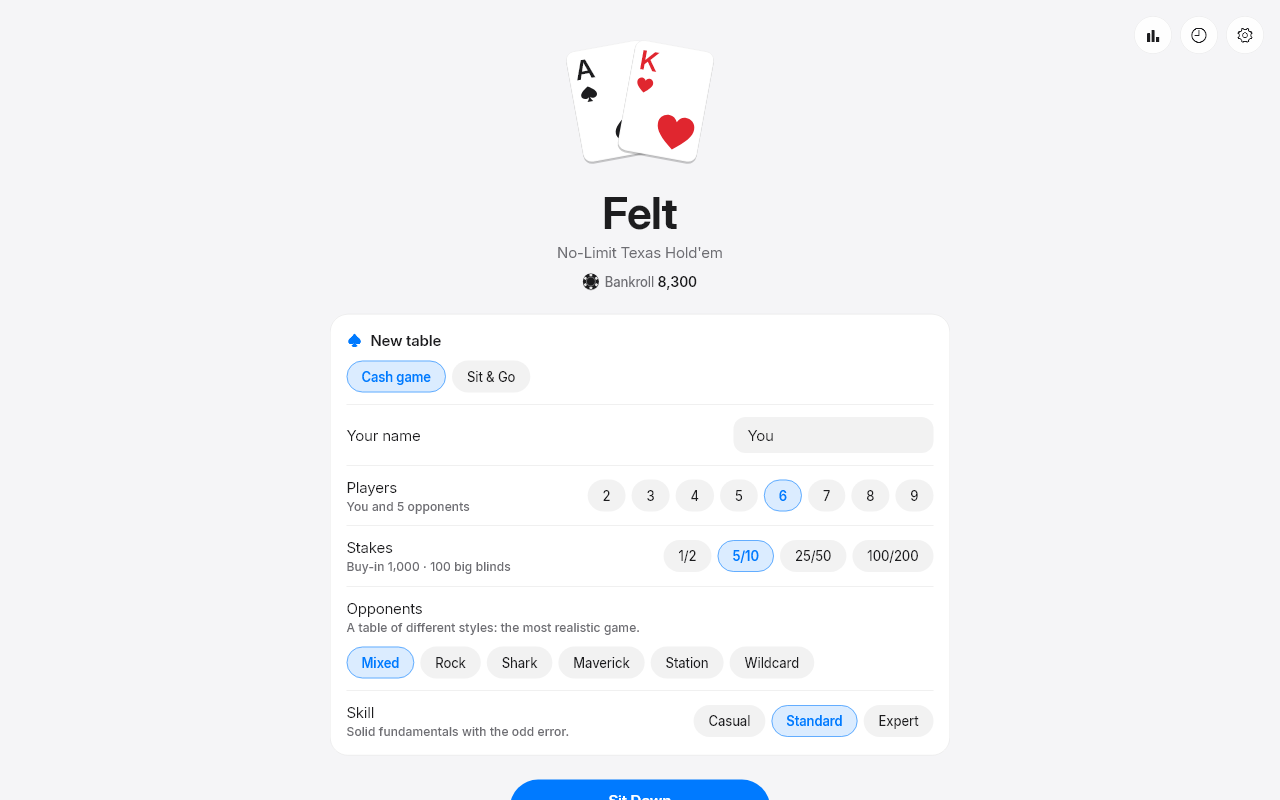 A
K
Felt
No-Limit Texas Hold'em
Bankroll 8,300
New table
Cash game Sit & Go
Your name You
Players
You and 5 opponents
2 3 4 5 6 7 8 9
Stakes
Buy-in 1,000 · 100 big blinds
1/2 5/10 25/50 100/200
Opponents
A table of different styles: the most realistic game.
Mixed Rock Shark Maverick Station Wildcard
Skill
Solid fundamentals with the odd error.
Casual Standard Expert
Sit Down